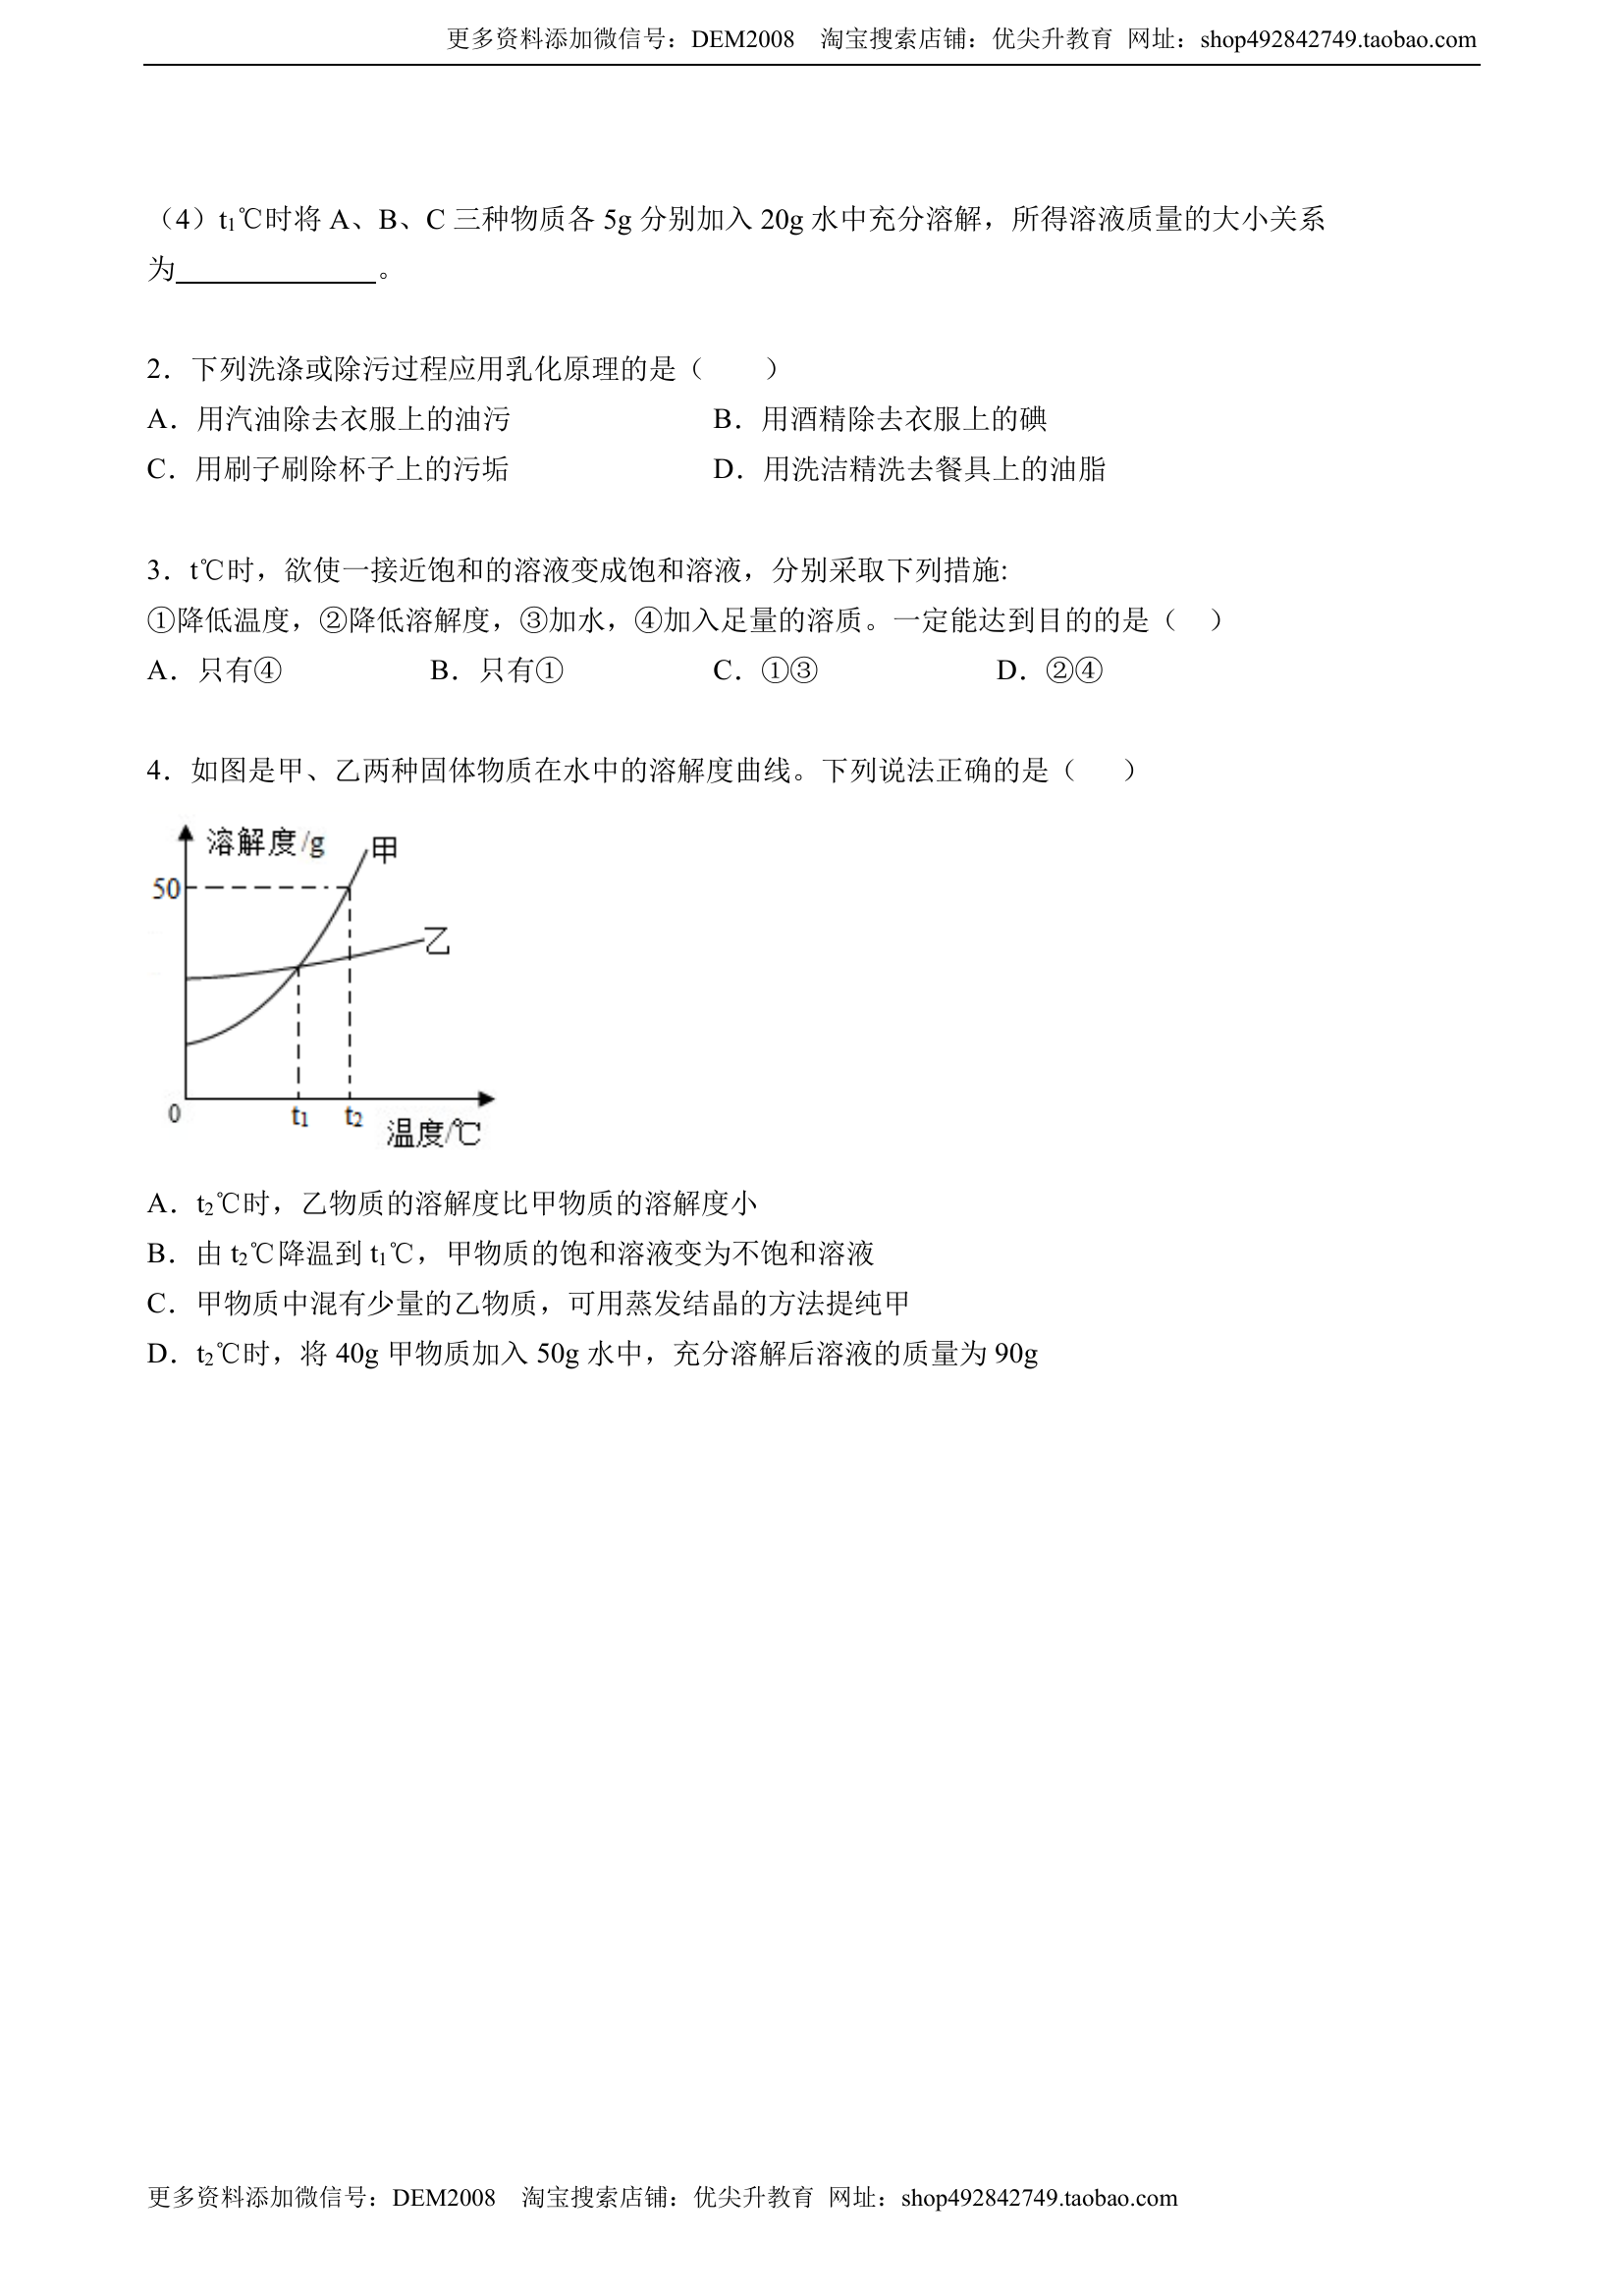 更多资料添加微信号：DEM2008 淘宝搜索店铺：优尖升教育 网址：shop492842749.taobao.com
（4）t₁℃时将 A、B、C 三种物质各 5g 分别加入 20g 水中充分溶解，所得溶液质量的大小关系
为______________。
2．下列洗涤或除污过程应用乳化原理的是（ ）
A．用汽油除去衣服上的油污 B．用酒精除去衣服上的碘
C．用刷子刷除杯子上的污垢 D．用洗洁精洗去餐具上的油脂
3．t℃时，欲使一接近饱和的溶液变成饱和溶液，分别采取下列措施:
①降低温度，②降低溶解度，③加水，④加入足量的溶质。一定能达到目的的是（ ）
A．只有④ B．只有① C．①③ D．②④
4．如图是甲、乙两种固体物质在水中的溶解度曲线。下列说法正确的是（ ）
溶解度/g
甲
50
乙
0 t₁ t₂
温度/℃
A．t₂℃时，乙物质的溶解度比甲物质的溶解度小
B．由 t₂℃降温到 t₁℃，甲物质的饱和溶液变为不饱和溶液
C．甲物质中混有少量的乙物质，可用蒸发结晶的方法提纯甲
D．t₂℃时，将 40g 甲物质加入 50g 水中，充分溶解后溶液的质量为 90g
更多资料添加微信号：DEM2008 淘宝搜索店铺：优尖升教育 网址：shop492842749.taobao.com